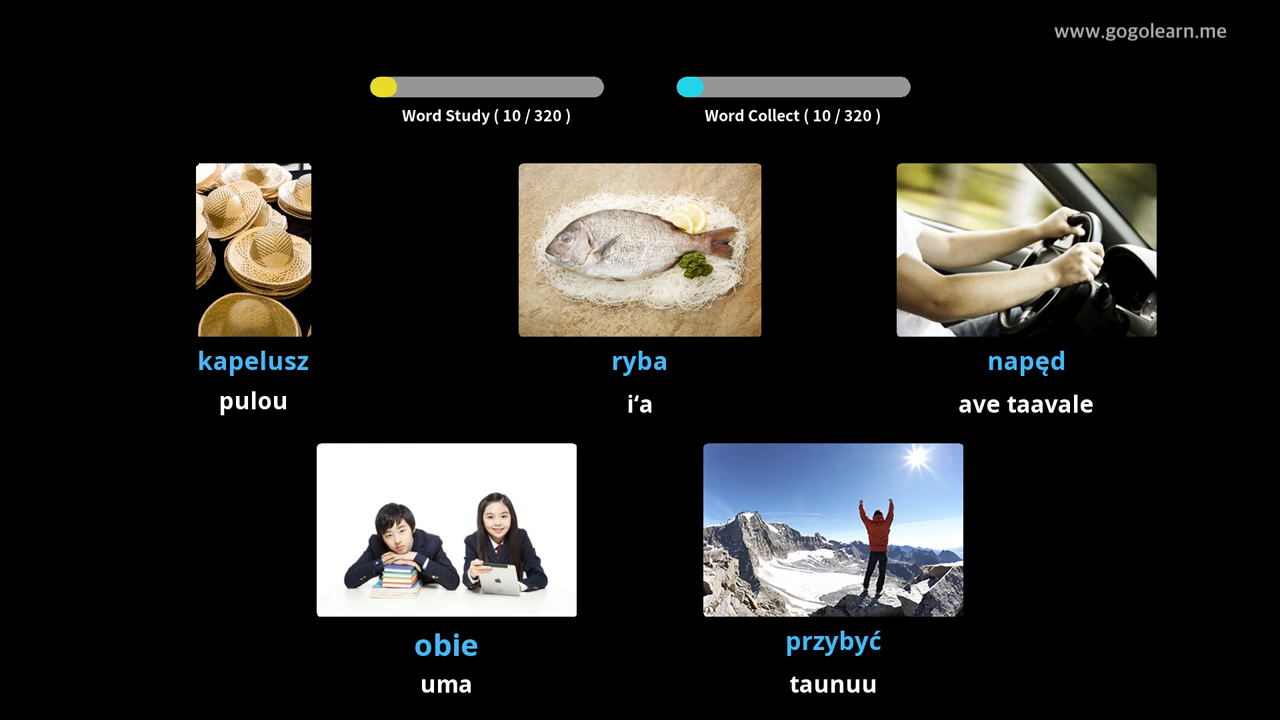 www.gogolearn.me
Word Study ( 10 / 320 )
Word Collect ( 10 / 320 )
kapelusz
ryba
napęd
pulou
i‘a
ave taavale
obie
przybyć
uma
taunuu